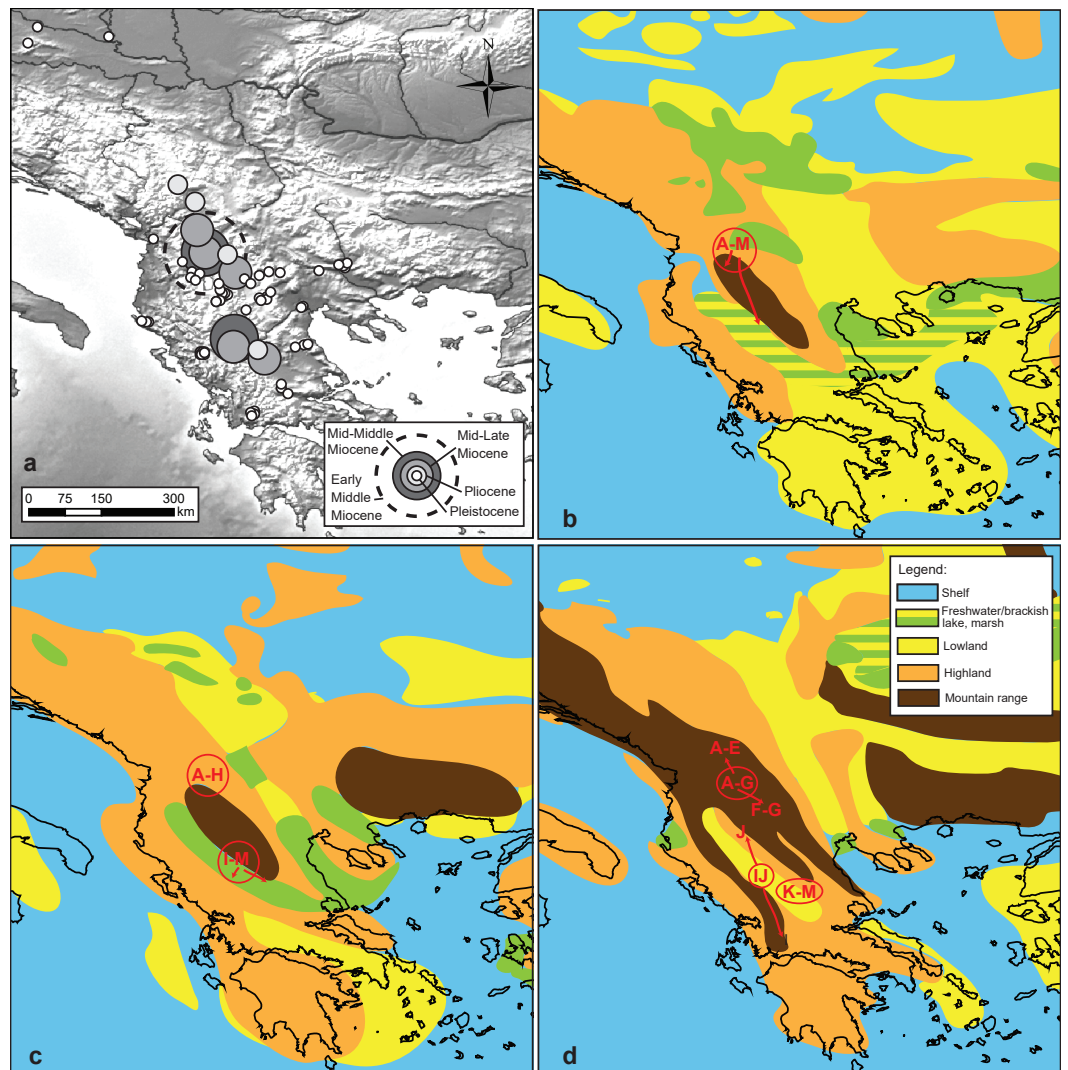 N
Mid-Middle
Miocene
Mid-Late
Miocene
Early
Middle
Miocene
Pliocene
Pleistocene
0 75 150 300
km
a
A-M
b
A-H
I-M
c
Legend:
Shelf
Freshwater/brackish
lake, marsh
Lowland
Highland
Mountain range
A-E
A-G
F-G
J
IJ
K-M
d